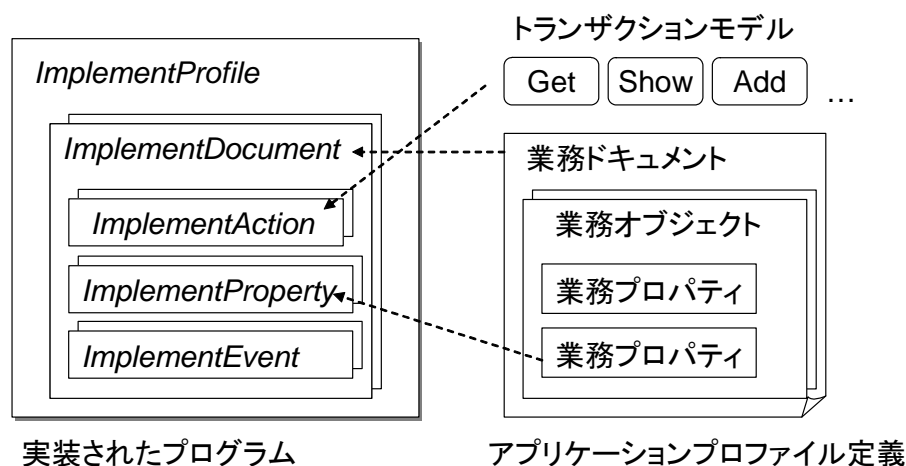 ImplementProfile
ImplementDocument
ImplementAction
ImplementProperty
ImplementEvent
実装されたプログラム
トランザクションモデル
Get Show Add …
業務ドキュメント
業務オブジェクト
業務プロパティ
業務プロパティ
アプリケーションプロファイル定義